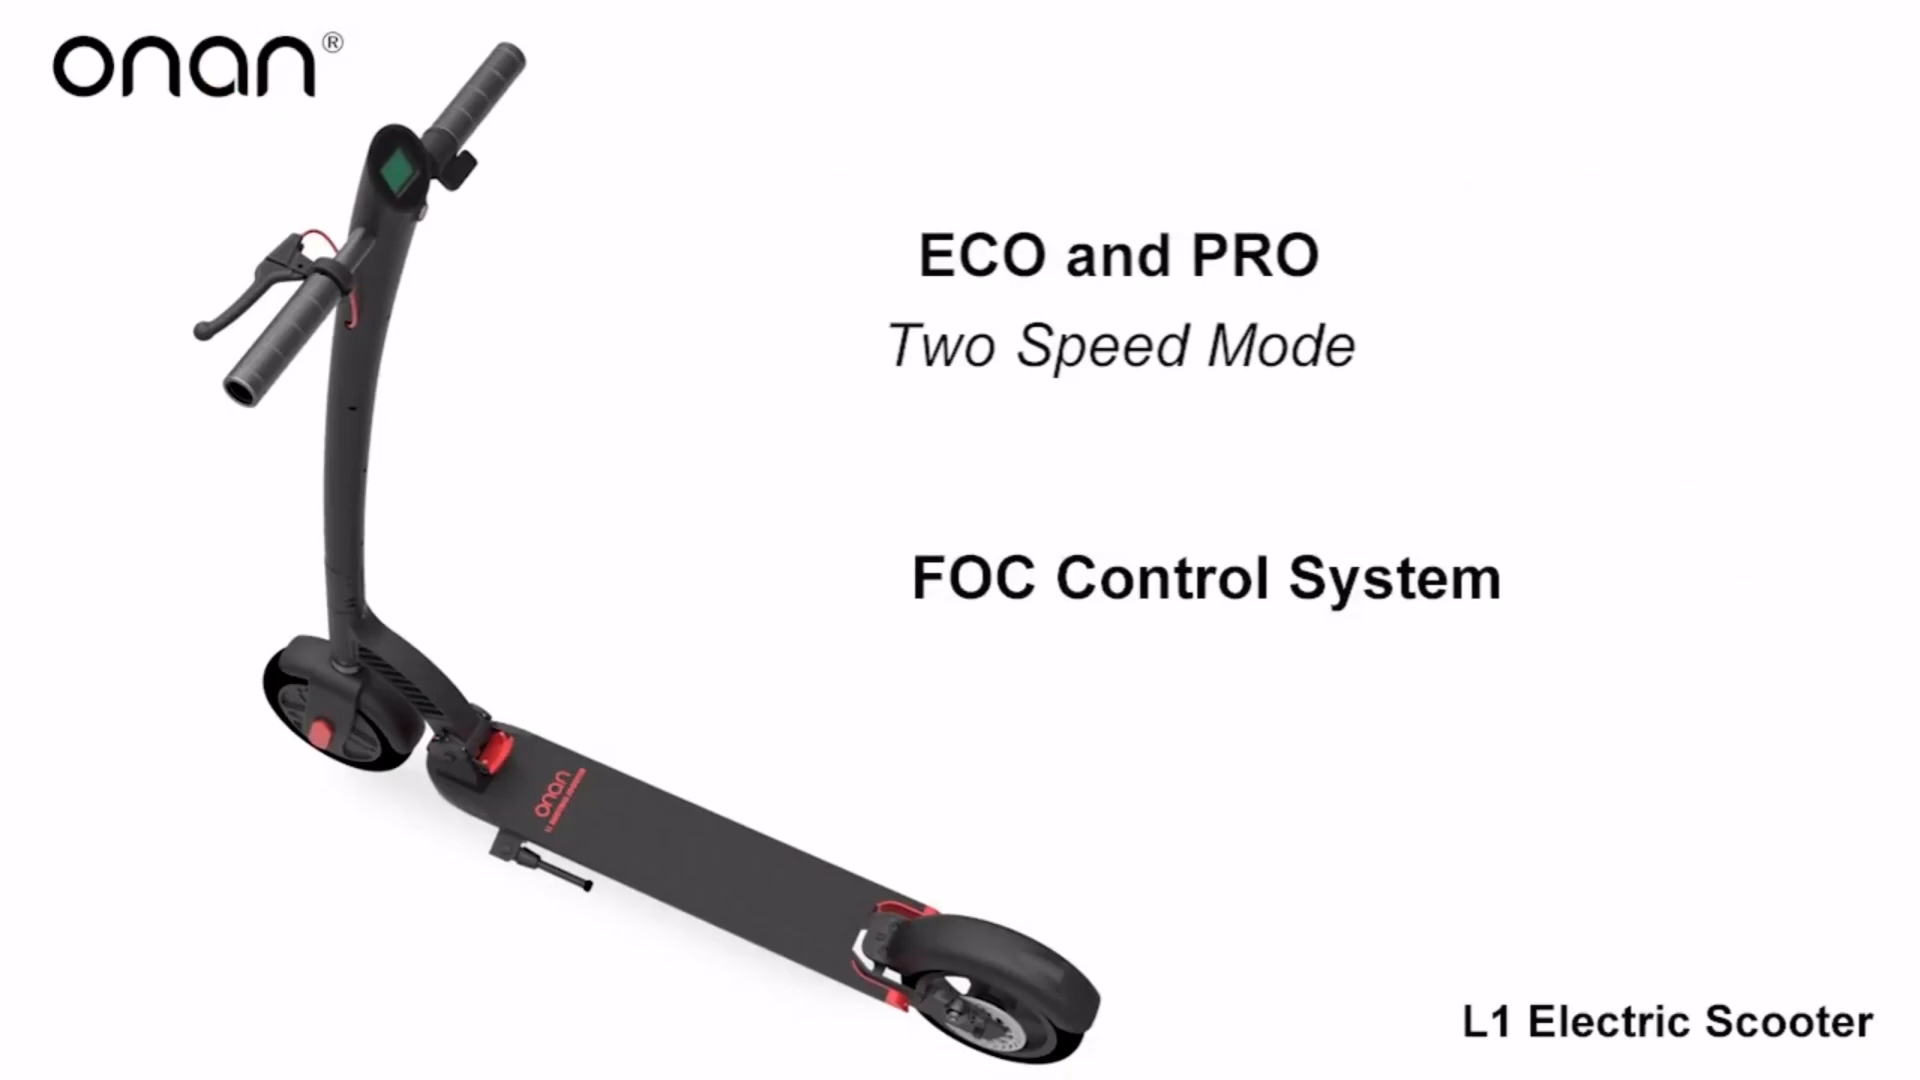 onan®
ECO and PRO
Two Speed Mode
FOC Control System
onan
L1 Electric Scooter